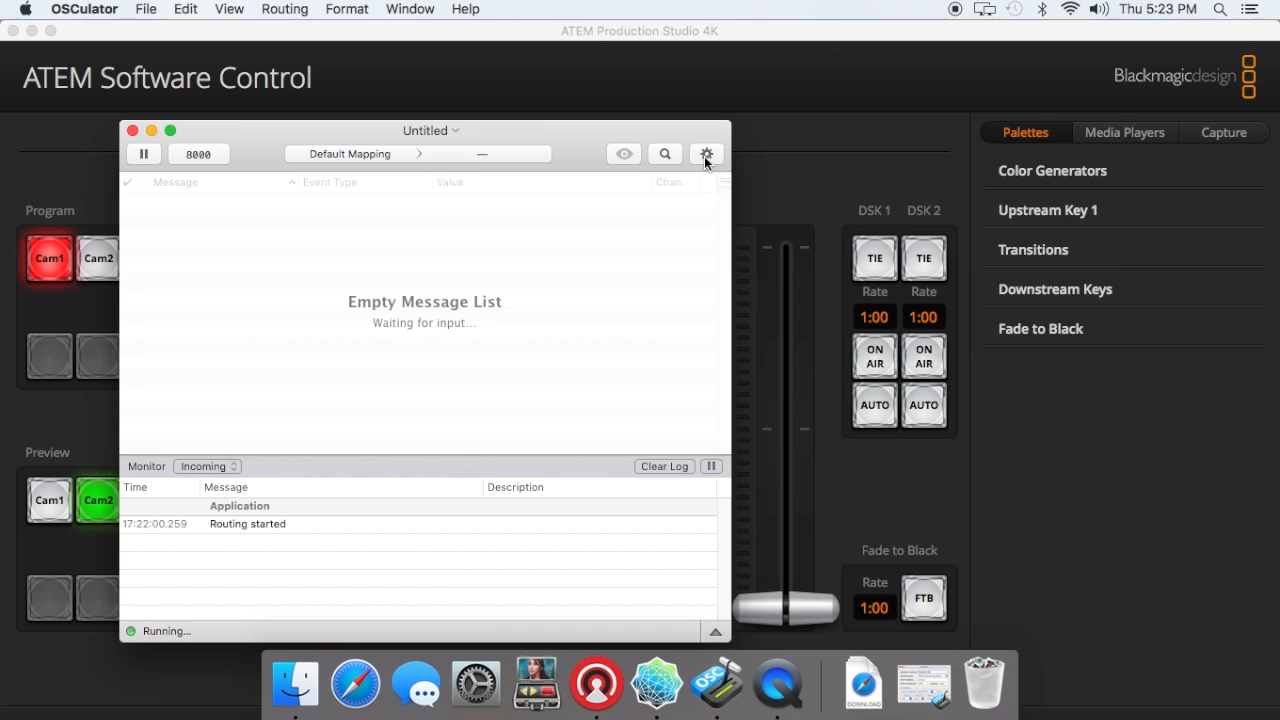 OSCulator File Edit View Routing Format Window Help Thu 5:23 PM
ATEM Production Studio 4K
ATEM Software Control
Blackmagicdesign
Untitled
8000 Default Mapping —
Message Event Type Value Chan.
Empty Message List
Waiting for input...
Monitor Incoming Clear Log
Time Message Description
Application
17:22:00.259 Routing started
Running...
Program
Cam1 Cam2
Preview
Cam1 Cam2
DSK 1 DSK 2
TIE TIE
Rate Rate
1:00 1:00
ON AIR ON AIR
AUTO AUTO
Fade to Black
Rate
1:00 FTB
Palettes Media Players Capture
Color Generators
Upstream Key 1
Transitions
Downstream Keys
Fade to Black
OSC
DOWNLOAD